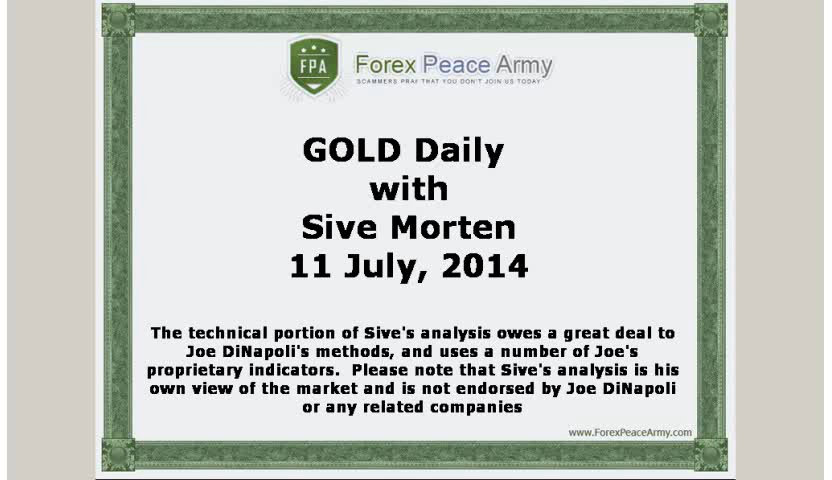 FPA
Forex Peace Army
SCAMMERS PRAY THAT YOU DON'T JOIN US TODAY
GOLD Daily
with
Sive Morten
11 July, 2014
The technical portion of Sive's analysis owes a great deal to
Joe DiNapoli's methods, and uses a number of Joe's
proprietary indicators.  Please note that Sive's analysis is his
own view of the market and is not endorsed by Joe DiNapoli
or any related companies
www.ForexPeaceArmy.com